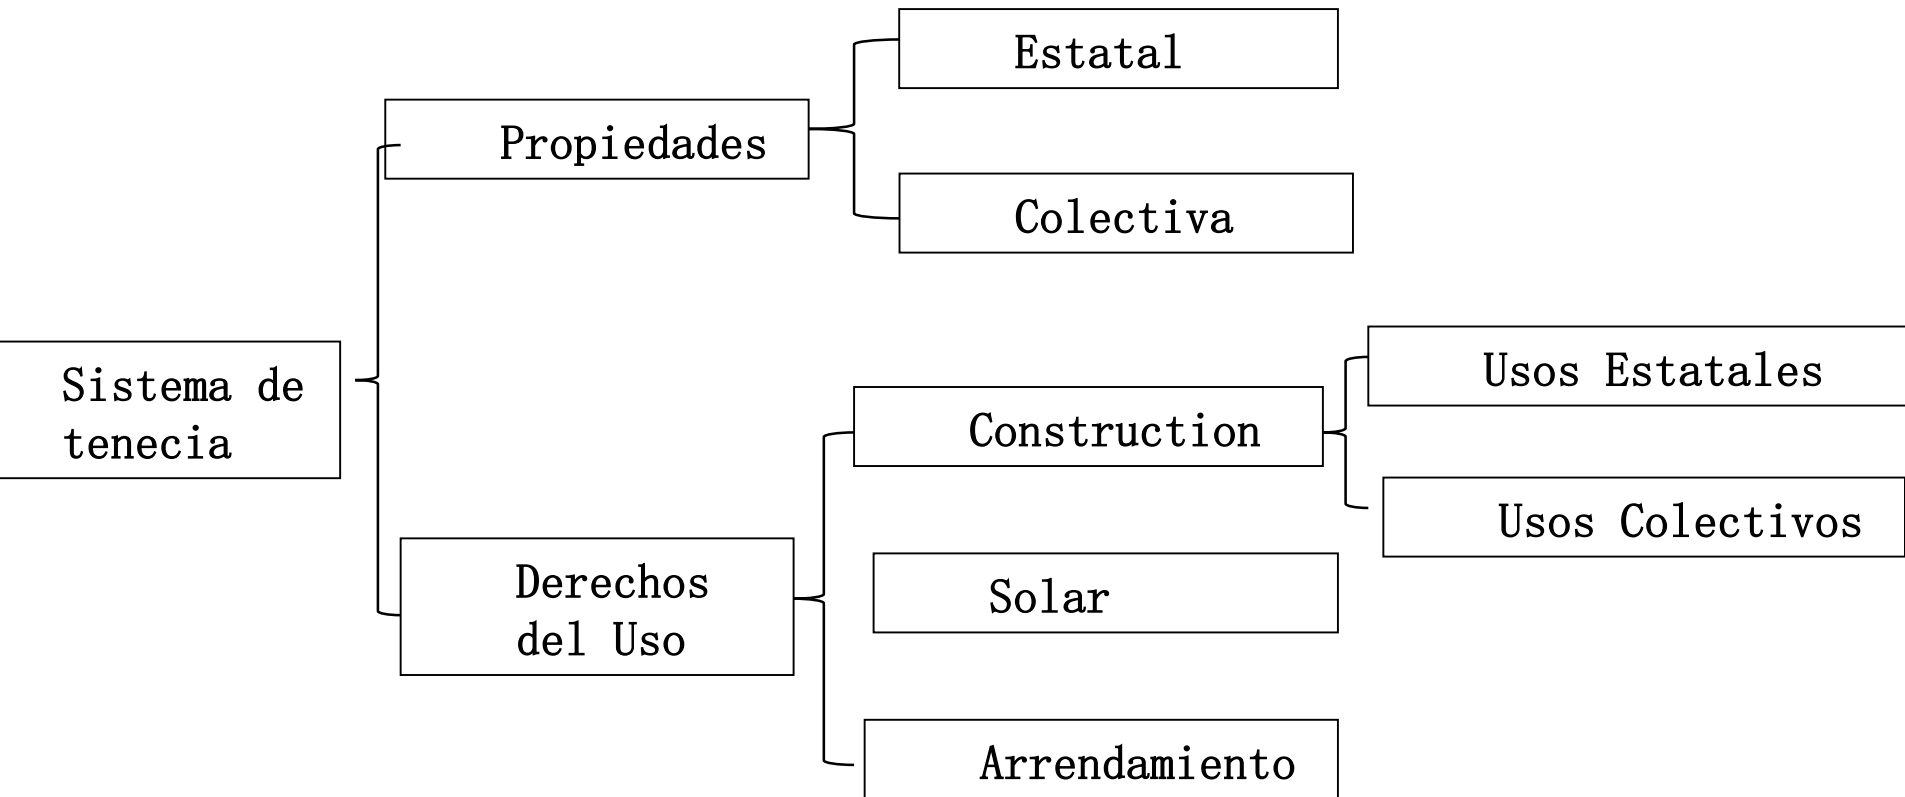 Estatal
Propiedades
Colectiva
Sistema de
tenecia
Usos Estatales
Construction
Usos Colectivos
Derechos
del Uso
Solar
Arrendamiento